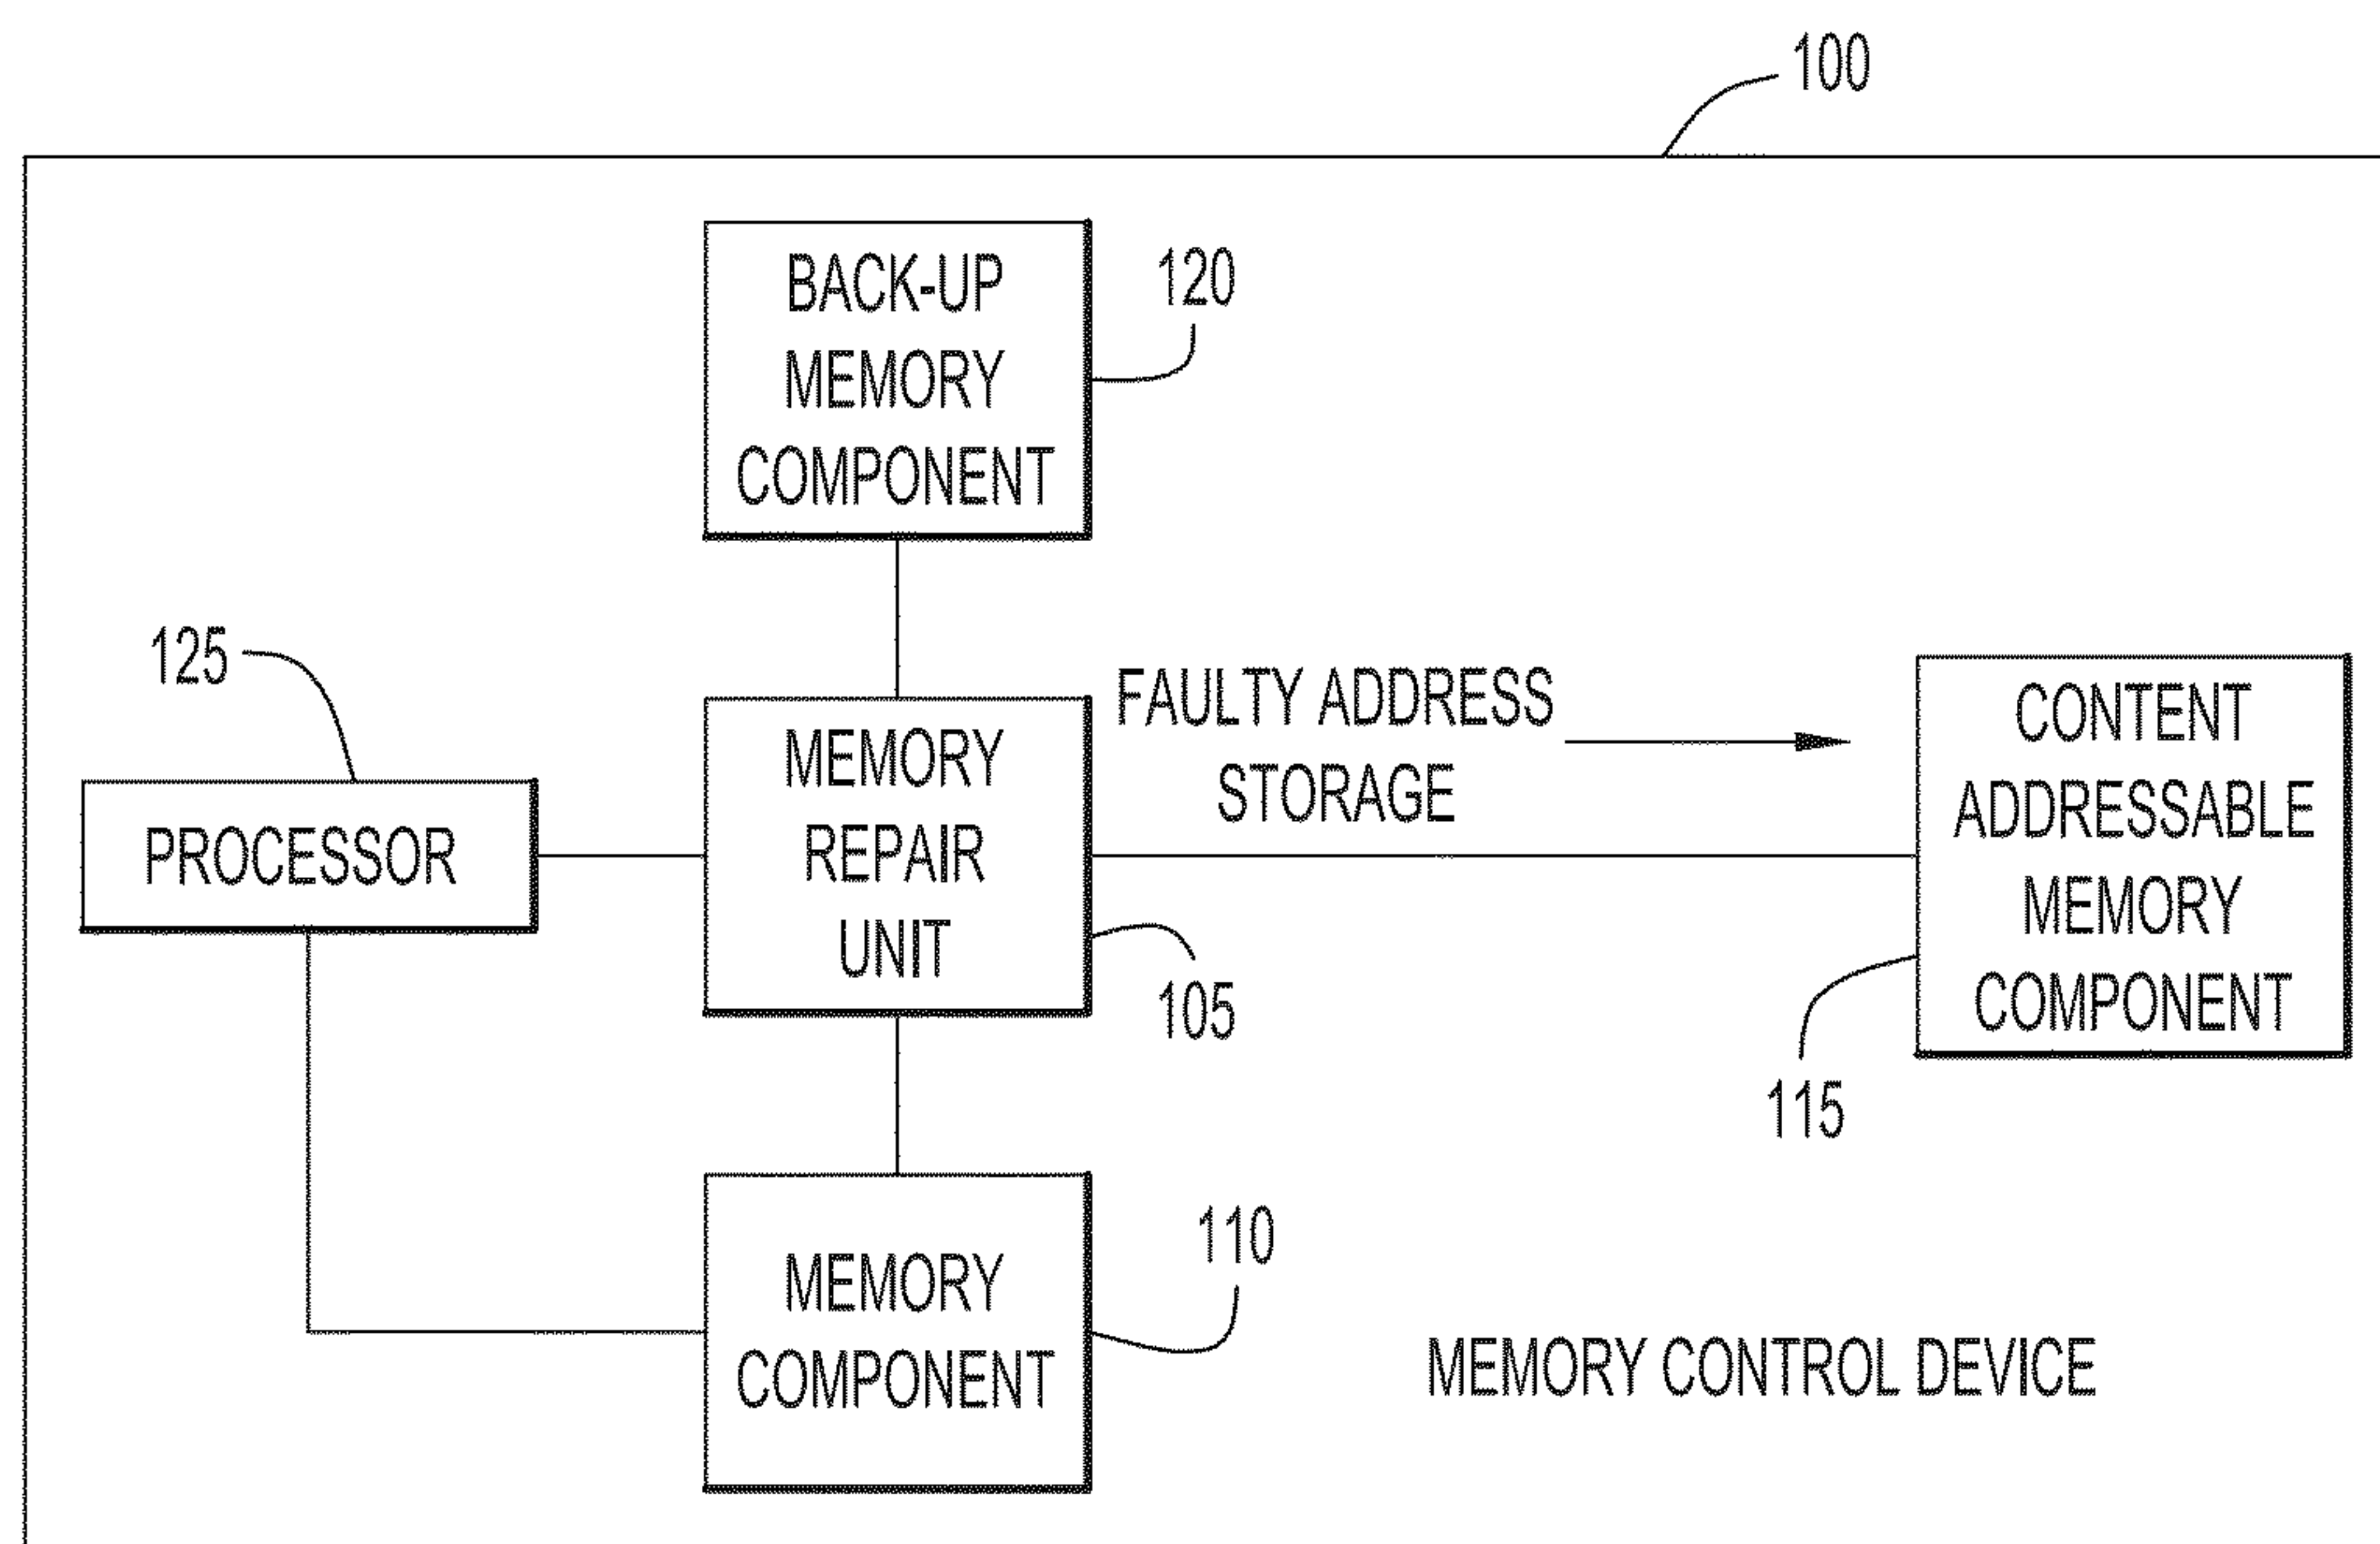 100
BACK-UP
MEMORY
COMPONENT
120
125
PROCESSOR
MEMORY
REPAIR
UNIT
105
FAULTY ADDRESS
STORAGE
CONTENT
ADDRESSABLE
MEMORY
COMPONENT
115
MEMORY
COMPONENT
110
MEMORY CONTROL DEVICE